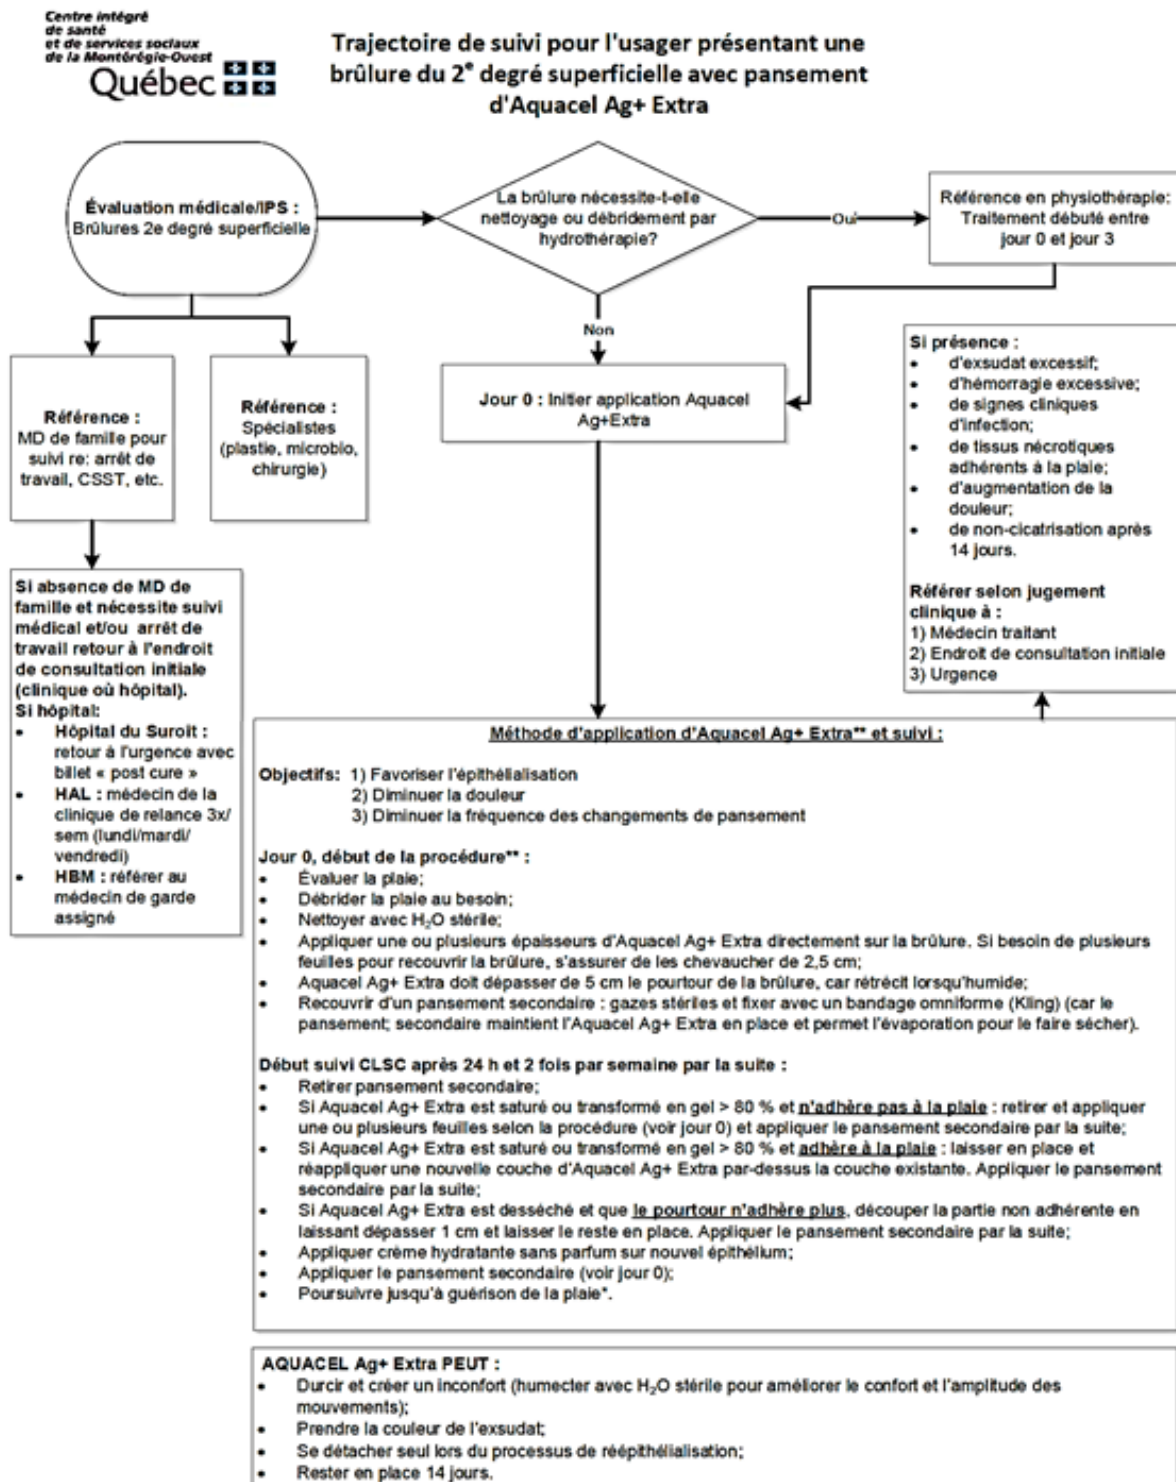 Centre intégré
de santé
et de services sociaux
de la Montérégie-Ouest
Québec
Trajectoire de suivi pour l'usager présentant une
brûlure du 2e degré superficielle avec pansement
d'Aquacel Ag+ Extra
Évaluation médicale/IPS :
Brûlures 2e degré superficielle
La brûlure nécessite-t-elle
nettoyage ou débridement par
hydrothérapie?
Oui
Référence en physiothérapie:
Traitement débuté entre
jour 0 et jour 3
Non
Référence :
MD de famille pour
suivi re: arrêt de
travail, CSST, etc.
Référence :
Spécialistes
(plastie, microbio,
chirurgie)
Jour 0 : Initier application Aquacel
Ag+Extra
Si présence :
• d'exsudat excessif;
• d'hémorragie excessive;
• de signes cliniques
d'infection;
• de tissus nécrotiques
adhérents à la plaie;
• d'augmentation de la
douleur;
• de non-cicatrisation après
14 jours.
Référer selon jugement
clinique à :
1) Médecin traitant
2) Endroit de consultation initiale
3) Urgence
Si absence de MD de
famille et nécessite suivi
médical et/ou arrêt de
travail retour à l'endroit
de consultation initiale
(clinique où hôpital).
Si hôpital:
• Hôpital du Suroit :
retour à l'urgence avec
billet « post cure »
• HAL : médecin de la
clinique de relance 3x/
sem (lundi/mardi/
vendredi)
• HBM : référer au
médecin de garde
assigné
Méthode d'application d'Aquacel Ag+ Extra** et suivi :
Objectifs: 1) Favoriser l'épithélialisation
2) Diminuer la douleur
3) Diminuer la fréquence des changements de pansement
Jour 0, début de la procédure** :
• Évaluer la plaie;
• Débrider la plaie au besoin;
• Nettoyer avec H₂O stérile;
• Appliquer une ou plusieurs épaisseurs d'Aquacel Ag+ Extra directement sur la brûlure. Si besoin de plusieurs
feuilles pour recouvrir la brûlure, s'assurer de les chevaucher de 2,5 cm;
• Aquacel Ag+ Extra doit dépasser de 5 cm le pourtour de la brûlure, car rétrécit lorsqu'humide;
• Recouvrir d'un pansement secondaire : gazes stériles et fixer avec un bandage omniforme (Kling) (car le
pansement; secondaire maintient l'Aquacel Ag+ Extra en place et permet l'évaporation pour le faire sécher).
Début suivi CLSC après 24 h et 2 fois par semaine par la suite :
• Retirer pansement secondaire;
• Si Aquacel Ag+ Extra est saturé ou transformé en gel > 80 % et n'adhère pas à la plaie : retirer et appliquer
une ou plusieurs feuilles selon la procédure (voir jour 0) et appliquer le pansement secondaire par la suite;
• Si Aquacel Ag+ Extra est saturé ou transformé en gel > 80 % et adhère à la plaie : laisser en place et
réappliquer une nouvelle couche d'Aquacel Ag+ Extra par-dessus la couche existante. Appliquer le pansement
secondaire par la suite;
• Si Aquacel Ag+ Extra est desséché et que le pourtour n'adhère plus, découper la partie non adhérente en
laissant dépasser 1 cm et laisser le reste en place. Appliquer le pansement secondaire par la suite;
• Appliquer crème hydratante sans parfum sur nouvel épithélium;
• Appliquer le pansement secondaire (voir jour 0);
• Poursuivre jusqu'à guérison de la plaie*.
AQUACEL Ag+ Extra PEUT :
• Durcir et créer un inconfort (humecter avec H₂O stérile pour améliorer le confort et l'amplitude des
mouvements);
• Prendre la couleur de l'exsudat;
• Se détacher seul lors du processus de réépithélialisation;
• Rester en place 14 jours.